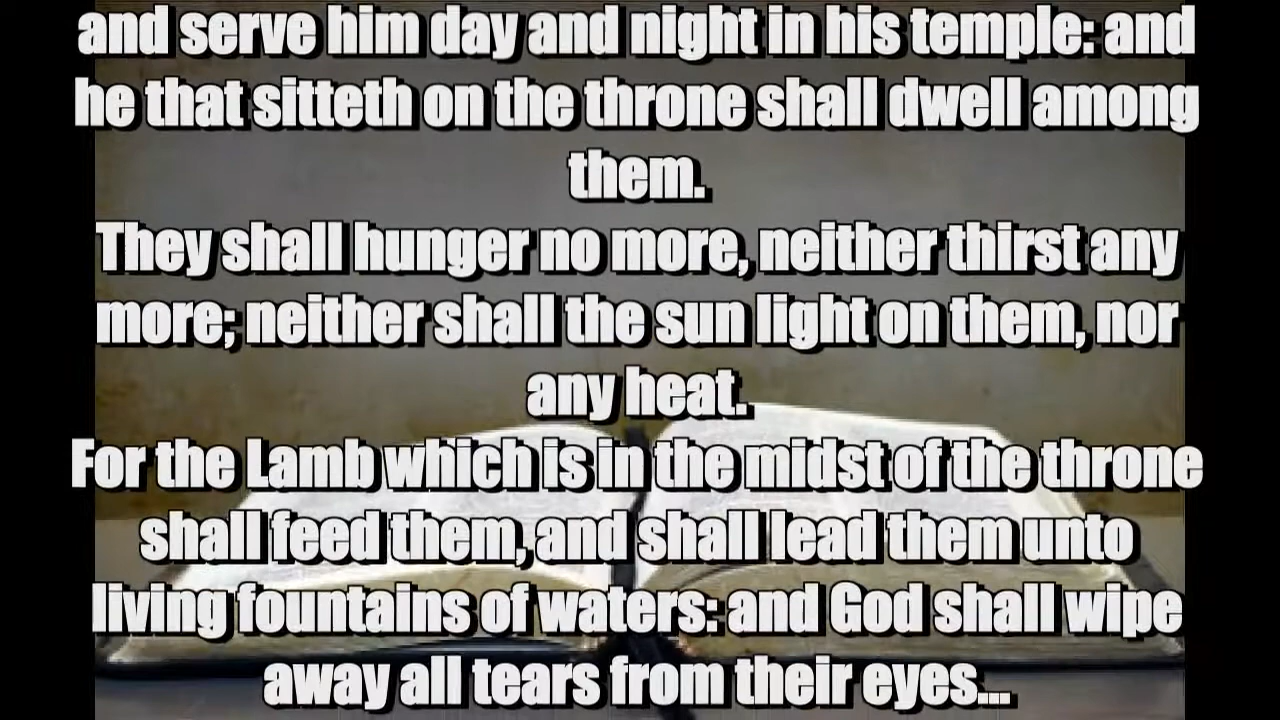 and serve him day and night in his temple: and
he that sitteth on the throne shall dwell among
them.
They shall hunger no more, neither thirst any
more; neither shall the sun light on them, nor
any heat.
For the Lamb which is in the midst of the throne
shall feed them, and shall lead them unto
living fountains of waters: and God shall wipe
away all tears from their eyes...